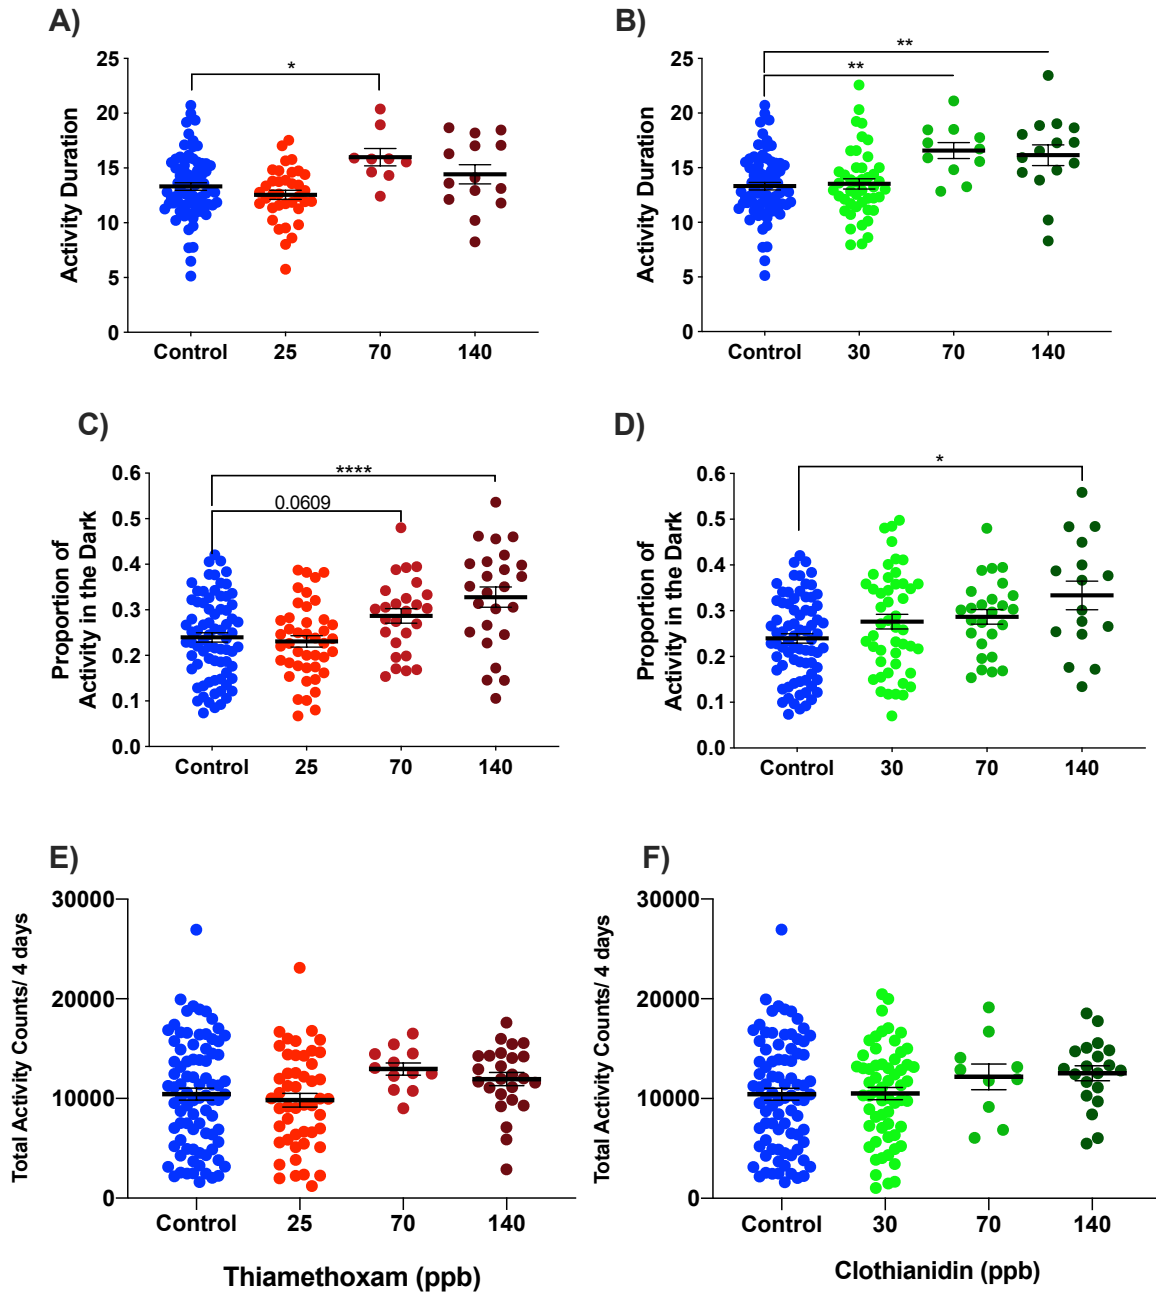 A)
*
25
20
15
10
5
0
Activity Duration
Control 25 70 140
B)
**
**
25
20
15
10
5
0
Activity Duration
Control 30 70 140
C)
****
0.0609
0.6
0.5
0.4
0.3
0.2
0.1
0.0
Proportion of
Activity in the Dark
Control 25 70 140
D)
*
0.6
0.5
0.4
0.3
0.2
0.1
0.0
Proportion of
Activity in the Dark
Control 30 70 140
E)
30000
20000
10000
0
Total Activity Counts/ 4 days
Control 25 70 140
Thiamethoxam (ppb)
F)
30000
20000
10000
0
Total Activity Counts/ 4 days
Control 30 70 140
Clothianidin (ppb)